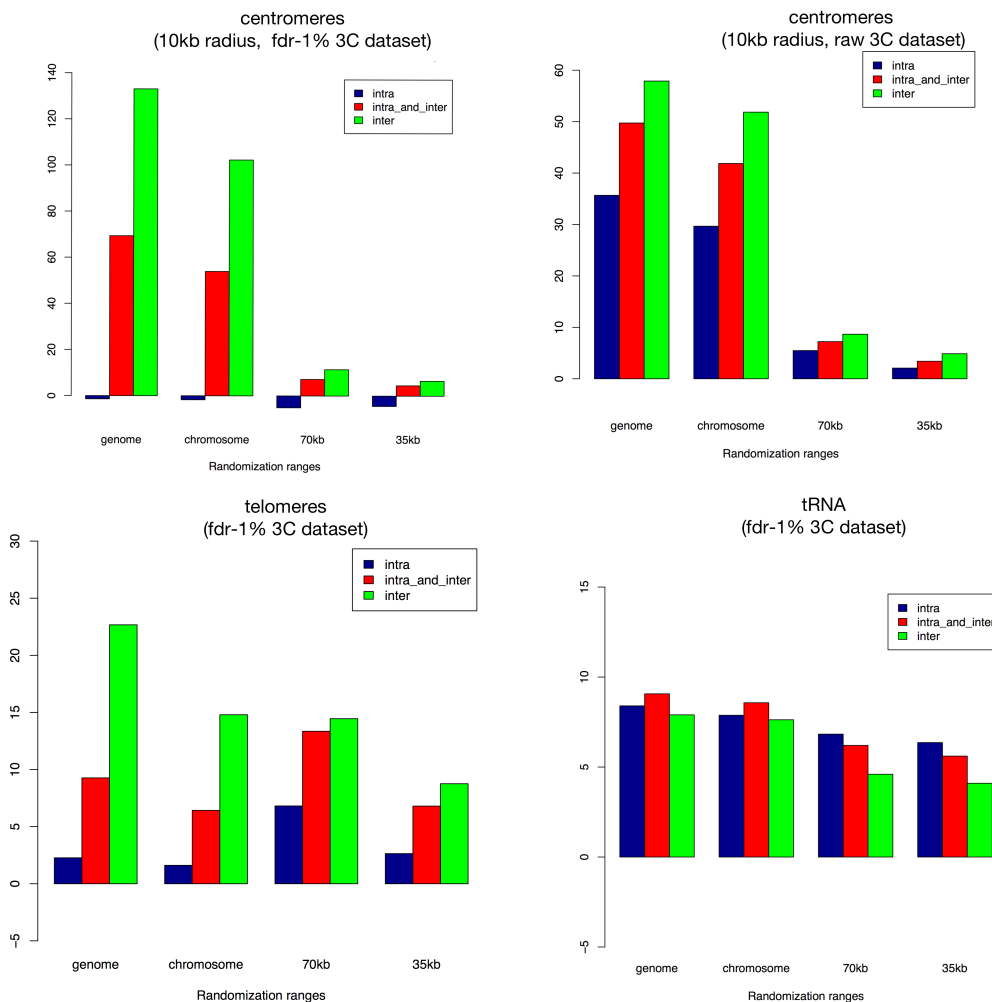 centromeres
(10kb radius, fdr-1% 3C dataset)
140
120
100
80
60
40
20
0
intra
intra_and_inter
inter
genome
chromosome
70kb
35kb
Randomization ranges
centromeres
(10kb radius, raw 3C dataset)
60
50
40
30
20
10
0
intra
intra_and_inter
inter
genome
chromosome
70kb
35kb
Randomization ranges
telomeres
(fdr-1% 3C dataset)
30
25
20
15
10
5
0
−5
intra
intra_and_inter
inter
genome
chromosome
70kb
35kb
Randomization ranges
tRNA
(fdr-1% 3C dataset)
15
10
5
0
−5
intra
intra_and_inter
inter
genome
chromosome
70kb
35kb
Randomization ranges